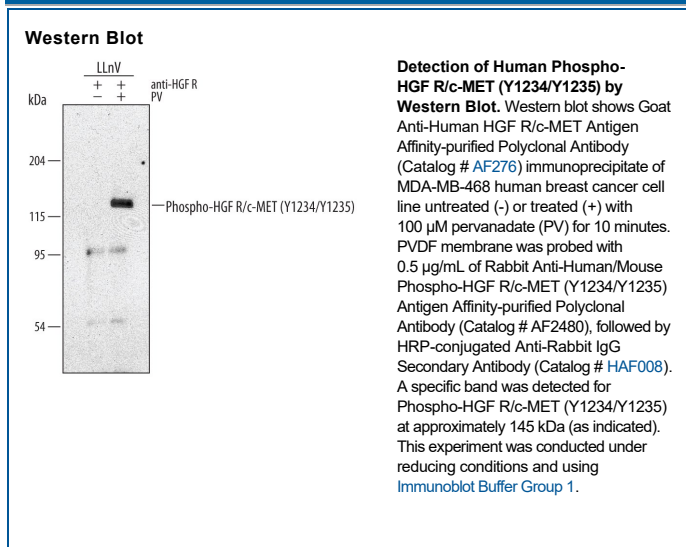 Western Blot
LLnV
+ + anti-HGF R
– + PV
kDa
204
Phospho-HGF R/c-MET (Y1234/Y1235)
115
95
54
Detection of Human Phospho-
HGF R/c-MET (Y1234/Y1235) by
Western Blot. Western blot shows Goat
Anti-Human HGF R/c-MET Antigen
Affinity-purified Polyclonal Antibody
(Catalog # AF276) immunoprecipitate of
MDA-MB-468 human breast cancer cell
line untreated (-) or treated (+) with
100 µM pervanadate (PV) for 10 minutes.
PVDF membrane was probed with
0.5 µg/mL of Rabbit Anti-Human/Mouse
Phospho-HGF R/c-MET (Y1234/Y1235)
Antigen Affinity-purified Polyclonal
Antibody (Catalog # AF2480), followed by
HRP-conjugated Anti-Rabbit IgG
Secondary Antibody (Catalog # HAF008).
A specific band was detected for
Phospho-HGF R/c-MET (Y1234/Y1235)
at approximately 145 kDa (as indicated).
This experiment was conducted under
reducing conditions and using
Immunoblot Buffer Group 1.